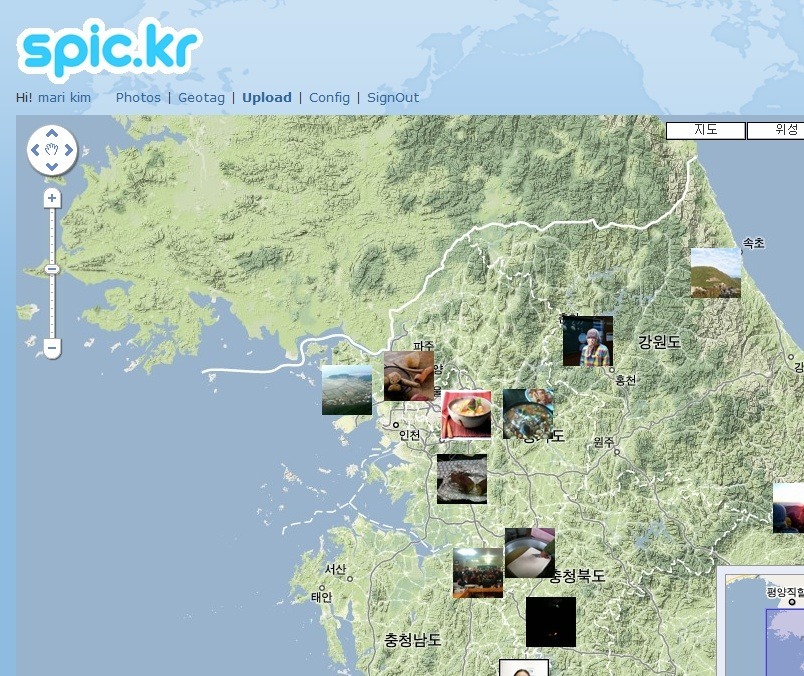 spic.kr
Hi! mari kim Photos | Geotag | Upload | Config | SignOut
지도 위성
속초
강원도
파주
홍천
인천
원주
충청북도
서산
태안
평양직할
충청남도